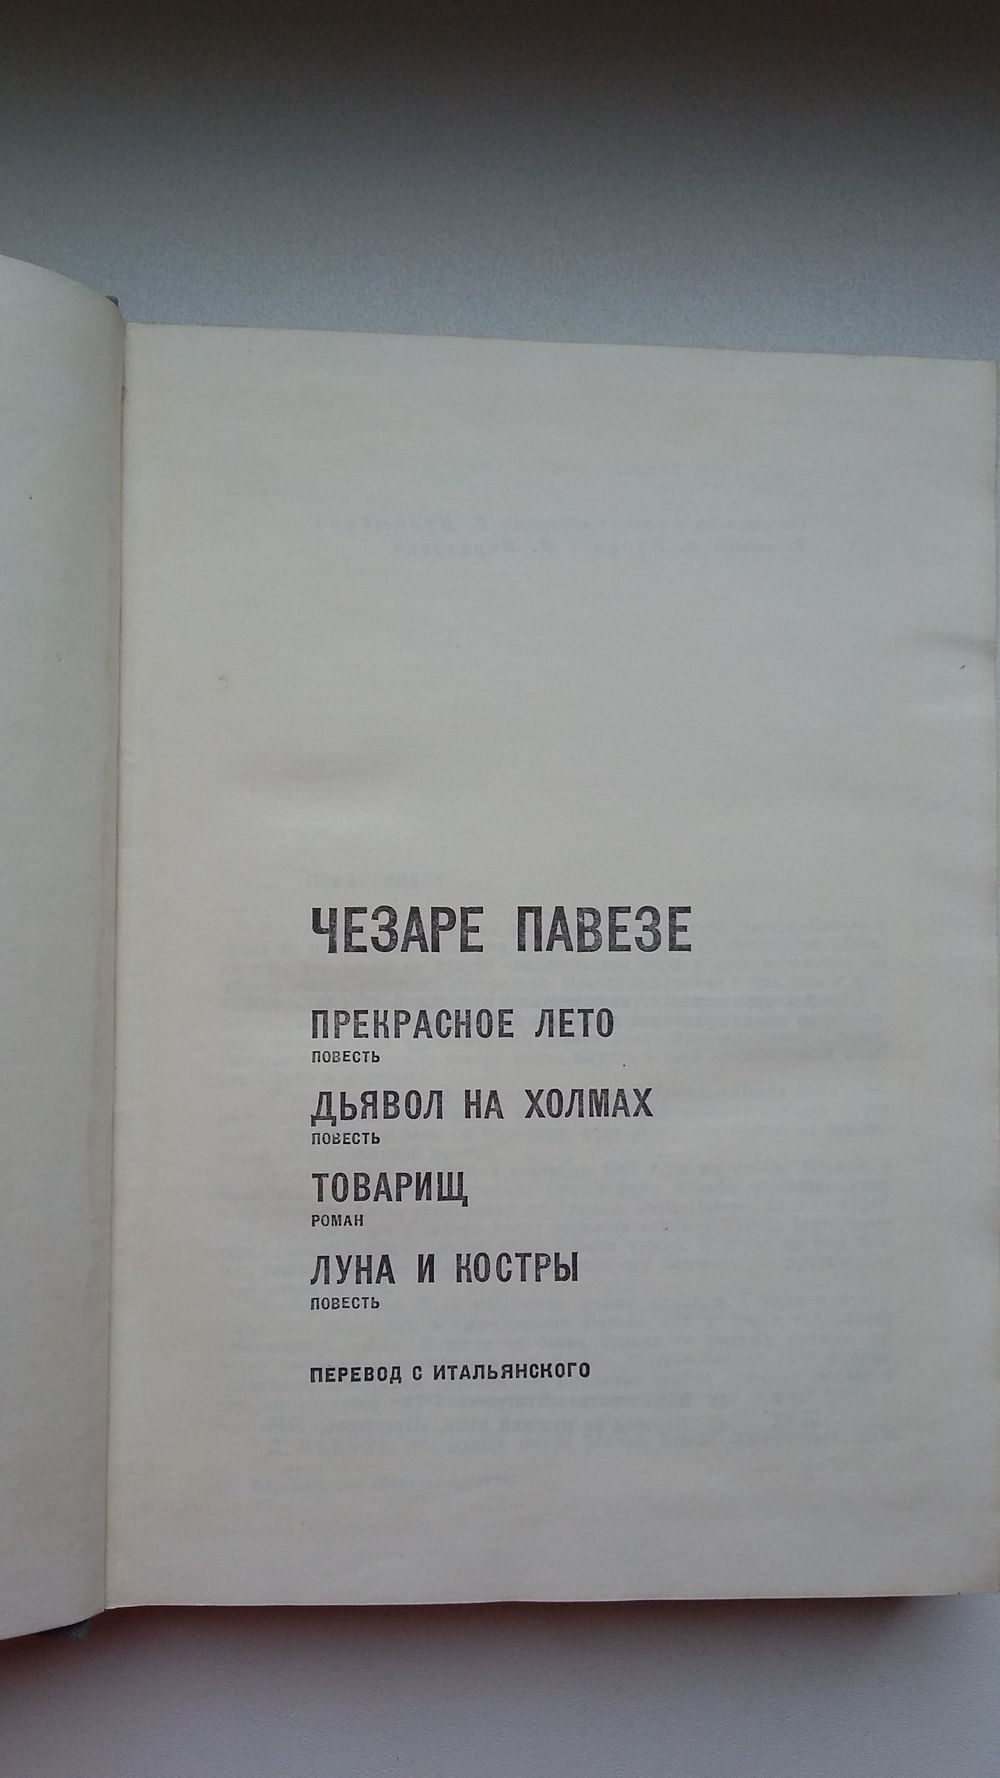 ЧЕЗАРЕ ПАВЕЗЕ
ПРЕКРАСНОЕ ЛЕТО
ПОВЕСТЬ
ДЬЯВОЛ НА ХОЛМАХ
ПОВЕСТЬ
ТОВАРИЩ
РОМАН
ЛУНА И КОСТРЫ
ПОВЕСТЬ
ПЕРЕВОД С ИТАЛЬЯНСКОГО